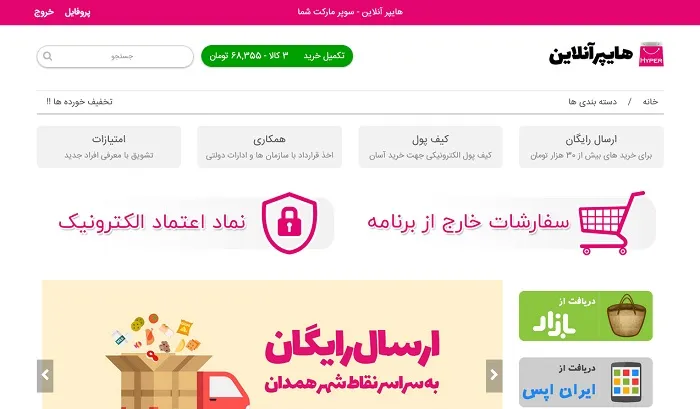 هایپر آنلاین - سوپر مارکت شما
پروفایل
خروج
هایپرآنلاین
HYPER
تکمیل خرید
۳ کالا - ۶۸,۳۵۵ تومان
جستجو
خانه / دسته بندی ها
تخفیف خورده ها !!
ارسال رایگان
برای خرید های بیش از ۳۰ هزار تومان
کیف پول
کیف پول الکترونیکی جهت خرید آسان
همکاری
اخذ قرارداد با سازمان ها و ادارات دولتی
امتیازات
تشویق با معرفی افراد جدید
سفارشات خارج از برنامه
نماد اعتماد الکترونیک
دریافت از
بازار
دریافت از
ایران اپس
ارسال رایگان
به سراسر نقاط شهر همدان